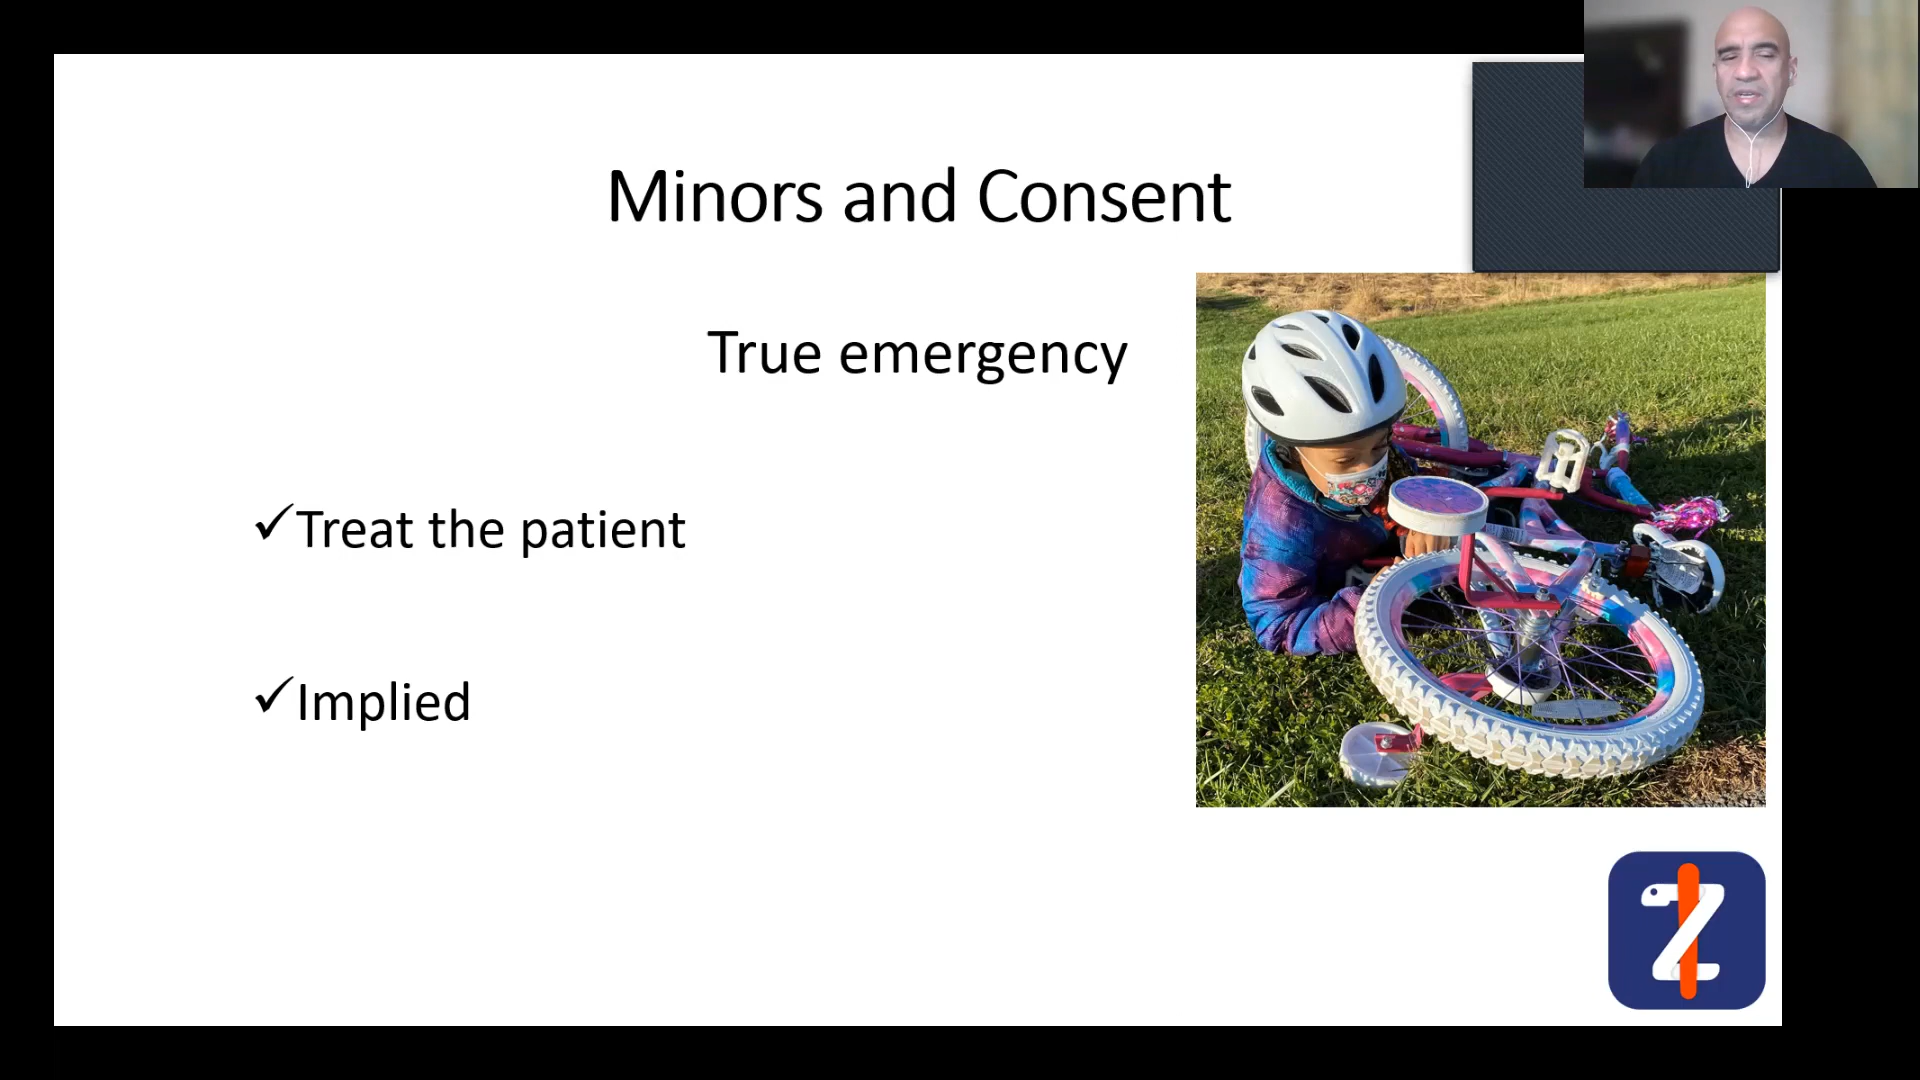 Minors and Consent
True emergency
✓Treat the patient
✓Implied